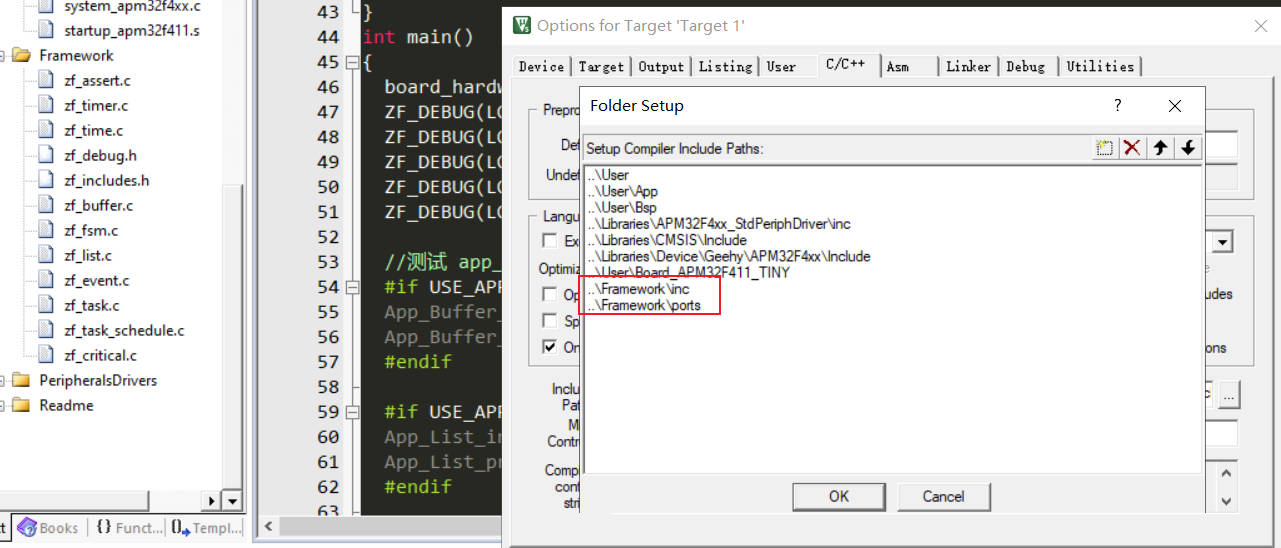 system_apm32f4xx.c
startup_apm32f411.s
Framework
zf_assert.c
zf_timer.c
zf_time.c
zf_debug.h
zf_includes.h
zf_buffer.c
zf_fsm.c
zf_list.c
zf_event.c
zf_task.c
zf_task_schedule.c
zf_critical.c
PeripheralsDrivers
Readme
Books
{} Funct...
Templ...
43 }
44 int main()
45 {
46 board_hardw
47 ZF_DEBUG(LO
48 ZF_DEBUG(LO
49 ZF_DEBUG(LO
50 ZF_DEBUG(LO
51 ZF_DEBUG(LO
52
53 //测试 app_
54 #if USE_APP
55 App_Buffer_
56 App_Buffer_
57 #endif
58
59 #if USE_APP
60 App_List_in
61 App_List_pr
62 #endif
63
Options for Target 'Target 1'
Device
Target
Output
Listing
User
C/C++
Asm
Linker
Debug
Utilities
Prepro
Def
Undef
Langu
Ex
Optimiz
Op
Sp
On
Inclu
Pat
M
Contr
Comp
cont
stri
udes
ons
...
Folder Setup
?
Setup Compiler Include Paths:
..\User
..\User\App
..\User\Bsp
..\Libraries\APM32F4xx_StdPeriphDriver\inc
..\Libraries\CMSIS\Include
..\Libraries\Device\Geehy\APM32F4xx\Include
..\User\Board_APM32F411_TINY
..\Framework\inc
..\Framework\ports
OK
Cancel